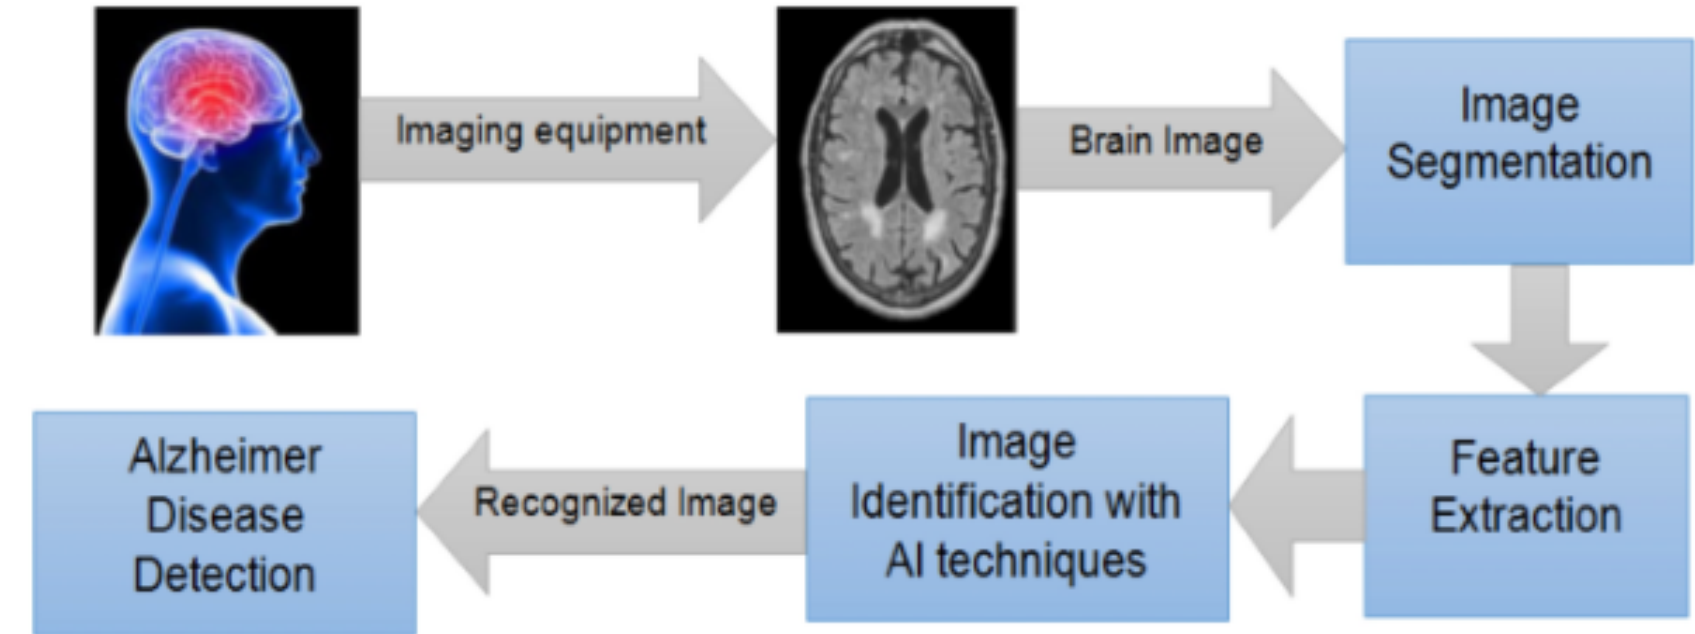 Imaging equipment
Brain Image
Image
Segmentation
Feature
Extraction
Image
Identification with
AI techniques
Recognized Image
Alzheimer
Disease
Detection